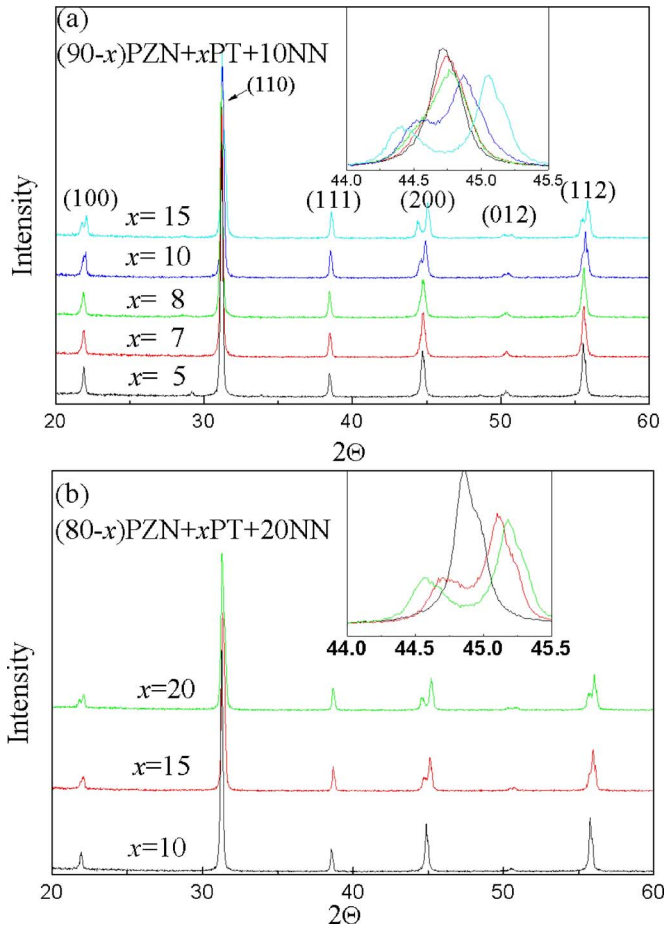 (a)
(90-x)PZN+xPT+10NN
(110)
44.0 44.5 45.0 45.5
(100)
(111)
(200)
(012)
(112)
x= 15
x= 10
x= 8
x= 7
x= 5
Intensity
20 30 40 50 60
2Θ
(b)
(80-x)PZN+xPT+20NN
44.0 44.5 45.0 45.5
x=20
x=15
x=10
Intensity
20 30 40 50 60
2Θ